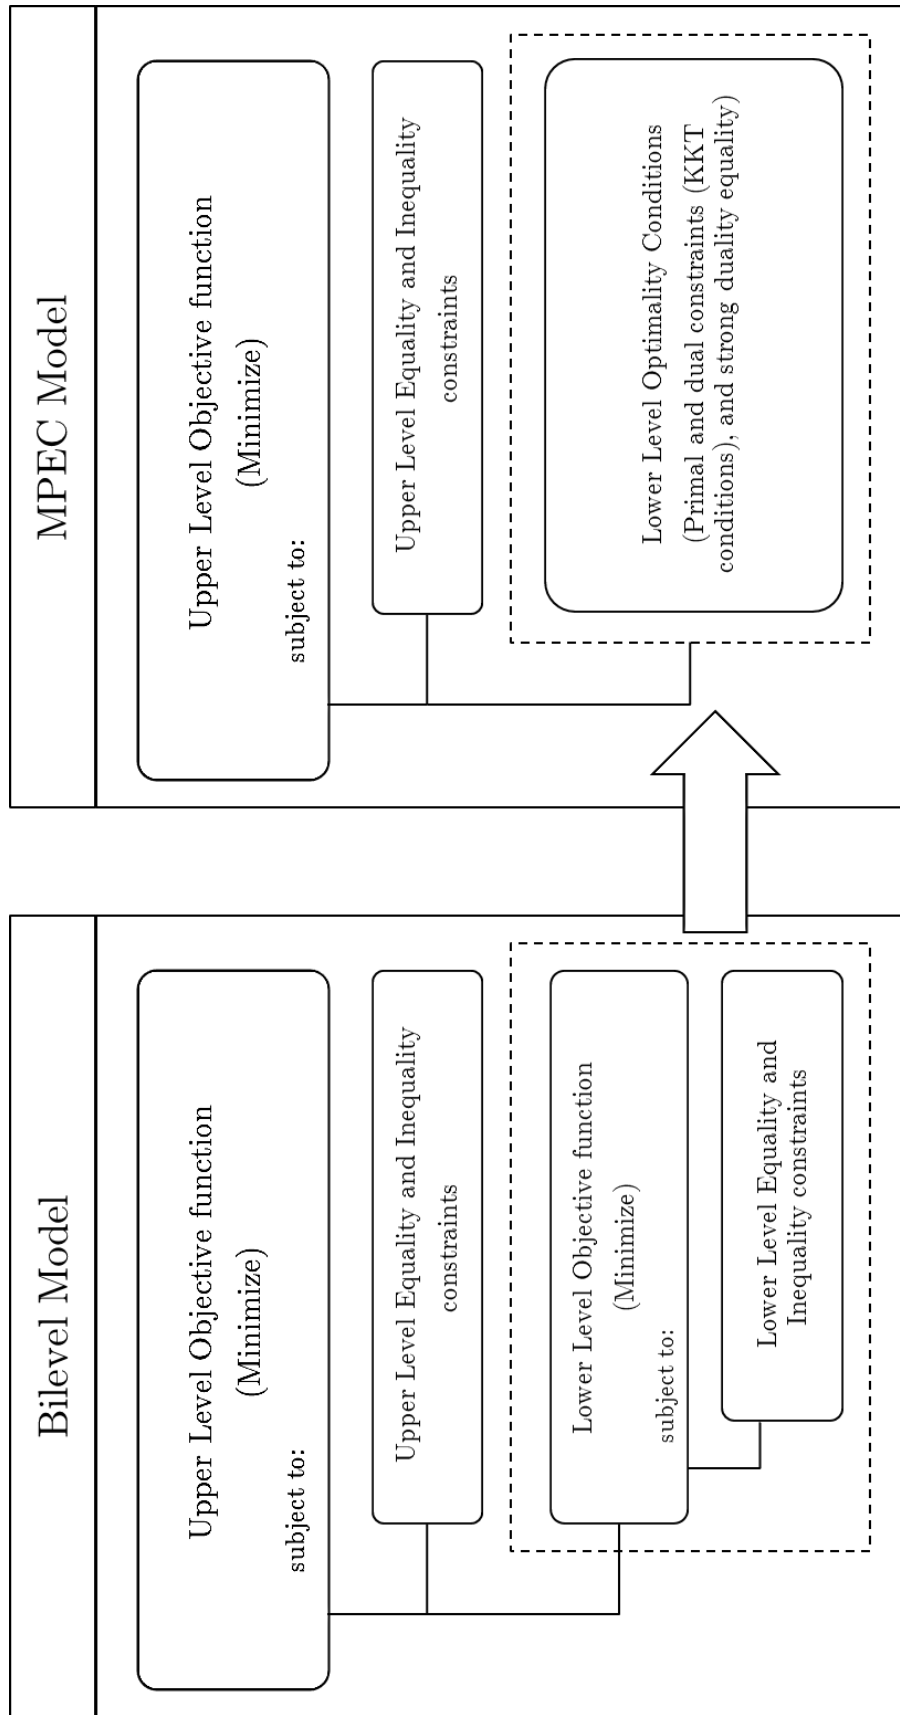 Bilevel Model
Upper Level Objective function
(Minimize)
subject to:
Upper Level Equality and Inequality
constraints
Lower Level Objective function
(Minimize)
subject to:
Lower Level Equality and
Inequality constraints
MPEC Model
Upper Level Objective function
(Minimize)
subject to:
Upper Level Equality and Inequality
constraints
Lower Level Optimality Conditions
(Primal and dual constraints (KKT
conditions), and strong duality equality)